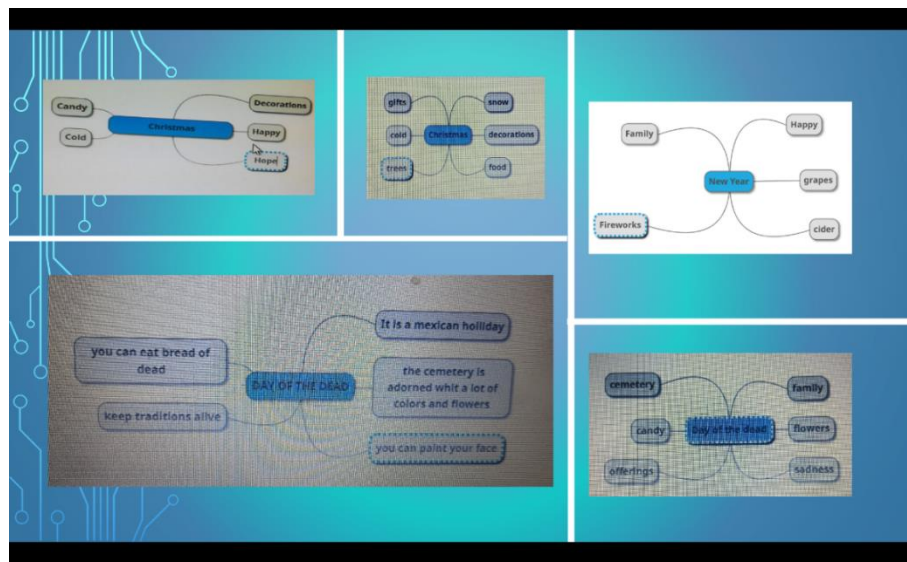 Candy
Cold
Christmas
Decorations
Happy
Hope
gifts
cold
trees
Christmas
snow
decorations
food
Family
Fireworks
New Year
Happy
grapes
cider
you can eat bread of
dead
keep traditions alive
DAY OF THE DEAD
It is a mexican holliday
the cemetery is
adorned whit a lot of
colors and flowers
you can paint your face
cemetery
candy
offerings
Day of the dead
family
flowers
sadness